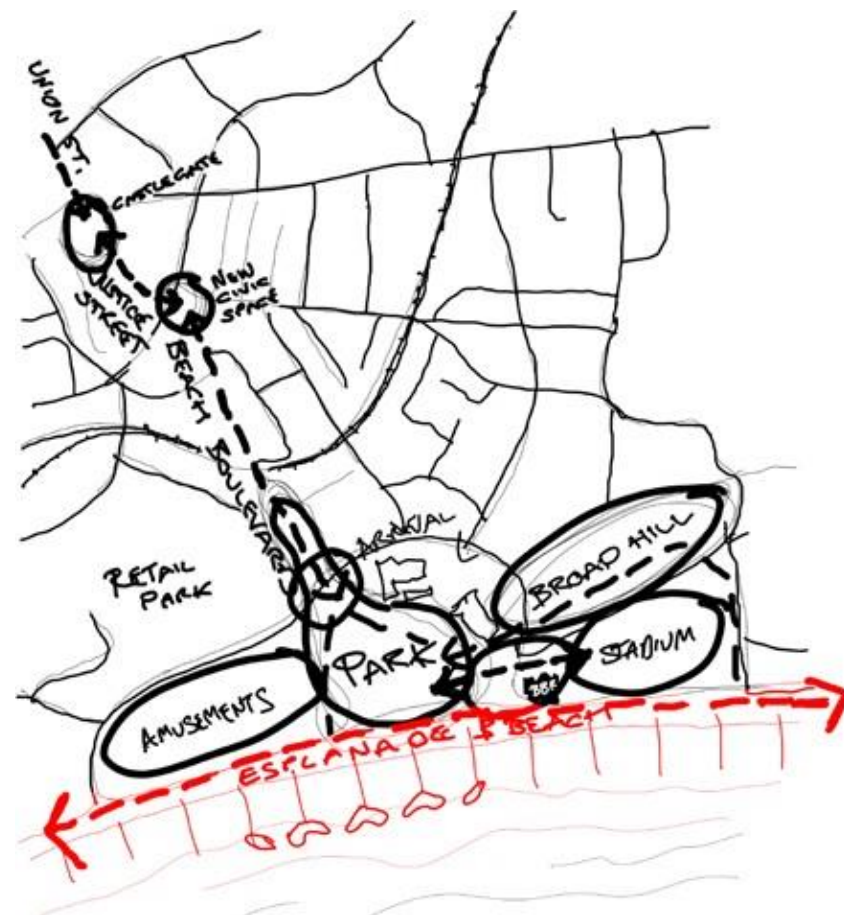 UNION ST.
CASTLEGATE
JUSTICE
STREET
NEW
CIVIC
SPACE
BEACH BOULEVARD
ARRIVAL
RETAIL
PARK
BROAD HILL
PARK
STADIUM
AMUSEMENTS
ESPLANADE & BEACH